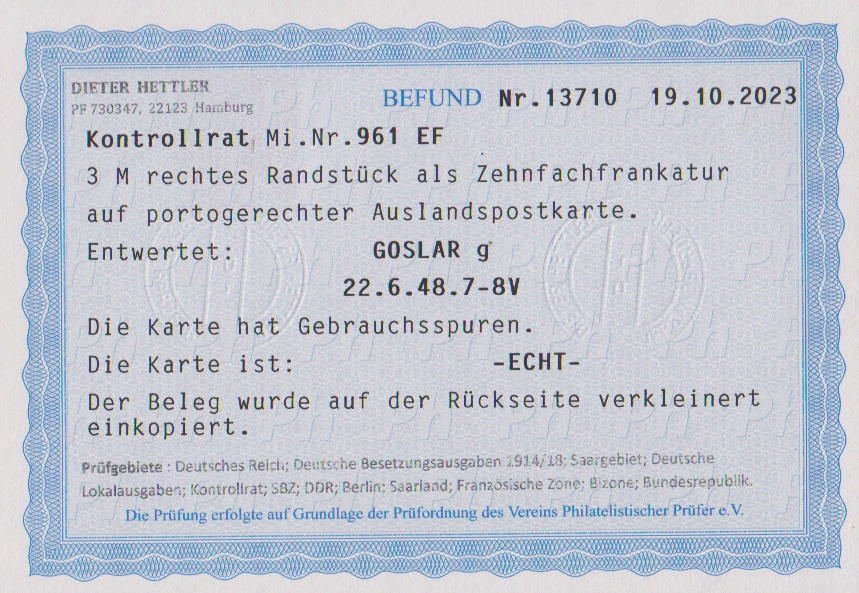 DIETER HETTLER
PF 730347, 22123 Hamburg
BEFUND Nr.13710 19.10.2023
Kontrollrat Mi.Nr.961 EF
3 M rechtes Randstück als Zehnfachfrankatur
auf portogerechter Auslandspostkarte.
Entwertet: GOSLAR g
22.6.48.7-8V
Die Karte hat Gebrauchsspuren.
Die Karte ist: -ECHT-
Der Beleg wurde auf der Rückseite verkleinert
einkopiert.
Prüfgebiete : Deutsches Reich; Deutsche Besetzungsausgaben 1914/18; Saargebiet; Deutsche
Lokalausgaben; Kontrollrat; SBZ; DDR; Berlin; Saarland; Französische Zone; Bizone; Bundesrepublik.
Die Prüfung erfolgte auf Grundlage der Prüfordnung des Vereins Philatelistischer Prüfer e.V.